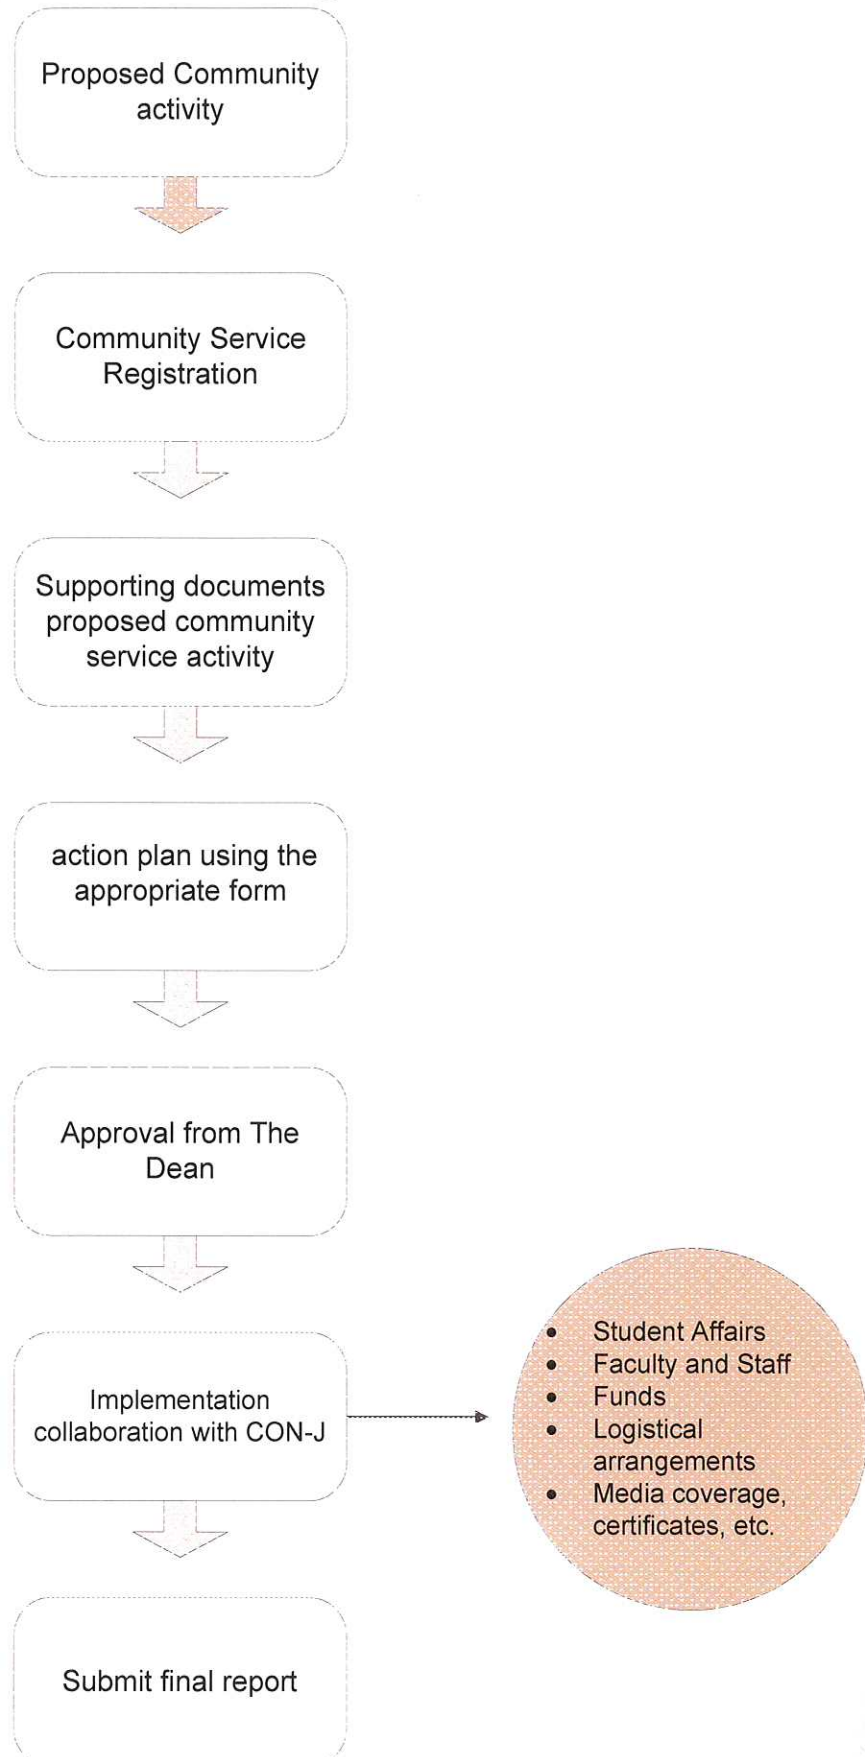 Proposed Community
activity
Community Service
Registration
Supporting documents
proposed community
service activity
action plan using the
appropriate form
Approval from The
Dean
Implementation
collaboration with CON-J
• Student Affairs
• Faculty and Staff
• Funds
• Logistical
arrangements
• Media coverage,
certificates, etc.
Submit final report